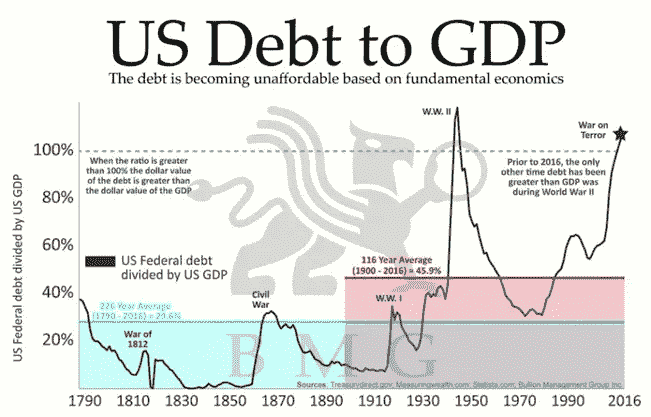 US Debt to GDP
The debt is becoming unaffordable based on fundamental economics
US Federal debt divided by US GDP
100%
80%
60%
40%
20%
When the ratio is greater
than 100% the dollar value
of the debt is greater than
the dollar value of the GDP
W.W. II
War on
Terror
Prior to 2016, the only
other time debt has been
greater than GDP was
during World War II
US Federal debt
divided by US GDP
116 Year Average
(1900 - 2016) = 45.9%
226 Year Average
(1790 - 2016) = 29.6%
War of
1812
Civil
War
W.W. I
BMG
Sources: Treasurydirect.gov; Measuringwealth.com; Statista.com; Bullion Management Group Inc.
1790 1810 1830 1850 1870 1890 1910 1930 1950 1970 1990 2016